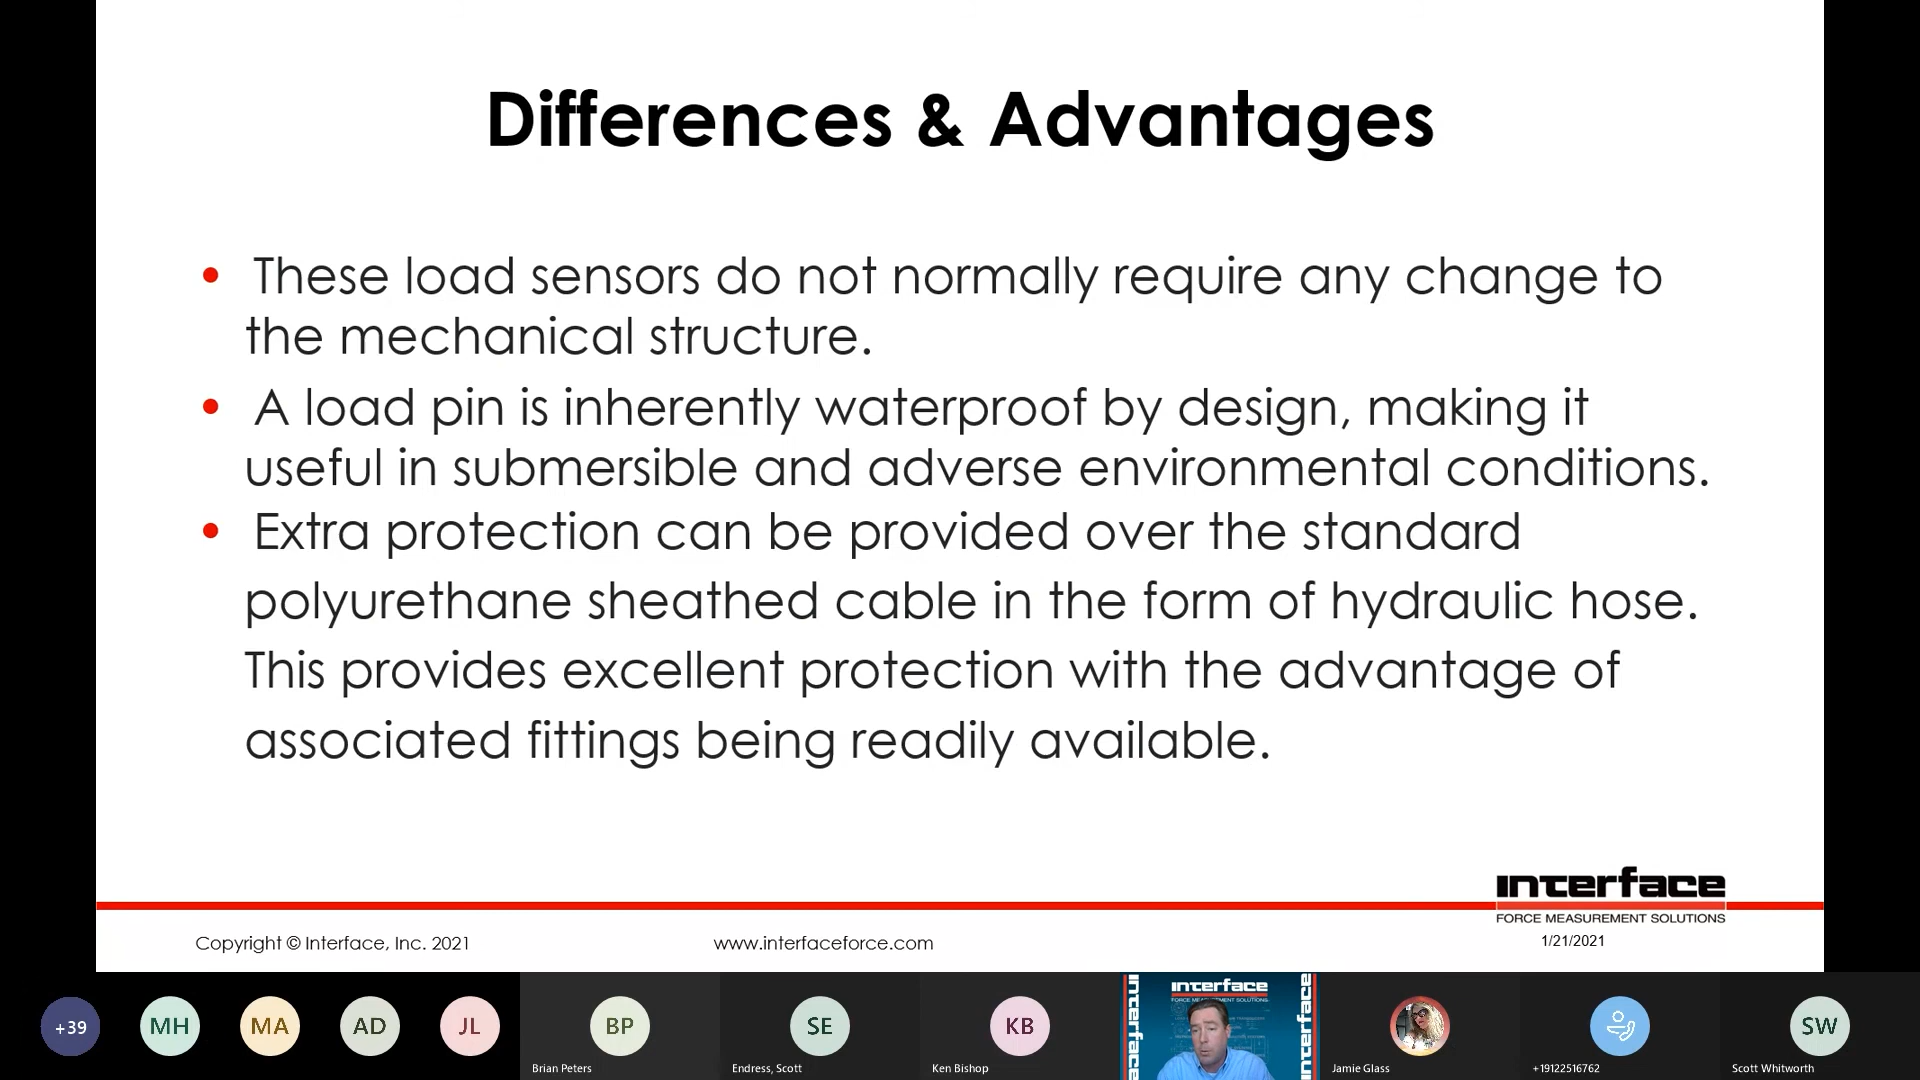 Differences & Advantages
• These load sensors do not normally require any change to
the mechanical structure.
• A load pin is inherently waterproof by design, making it
useful in submersible and adverse environmental conditions.
• Extra protection can be provided over the standard
polyurethane sheathed cable in the form of hydraulic hose.
This provides excellent protection with the advantage of
associated fittings being readily available.
interface
FORCE MEASUREMENT SOLUTIONS
Copyright © Interface, Inc. 2021
www.interfaceforce.com
1/21/2021
+39
MH
MA
AD
JL
BP
Brian Peters
SE
Endress, Scott
KB
Ken Bishop
interface
interface
FORCE MEASUREMENT SOLUTIONS
interface
Jamie Glass
+19122516762
SW
Scott Whitworth